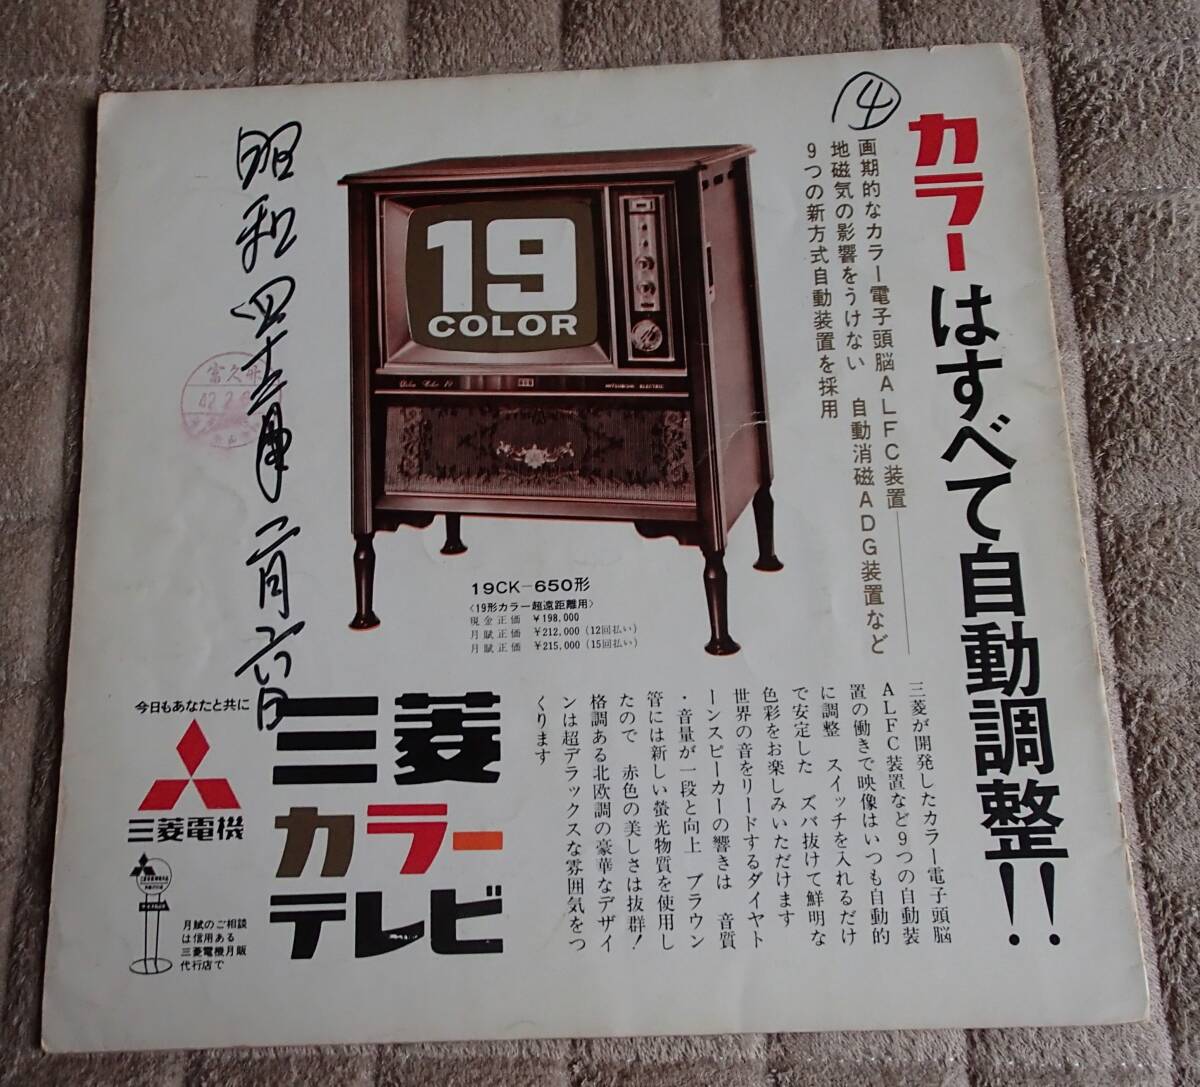 ④
カラーはすべて自動調整!!
画期的なカラー電子頭脳ALFC装置
地磁気の影響をうけない 自動消磁ADG装置など
9つの新方式自動装置を採用
19
COLOR
MITSUBISHI ELECTRIC
19CK-650形
〈19形カラー超遠距離用〉
現金正価 ￥198,000
月賦正価 ￥212,000 (12回払い)
月賦正価 ￥215,000 (15回払い)
三菱が開発したカラー電子頭脳
ALFC装置など9つの自動装
置の働きで映像はいつも自動的
に調整 スイッチを入れるだけ
で安定した ズバ抜けて鮮明な
色彩をお楽しみいただけます
世界の音をリードするダイヤト
ーンスピーカーの響きは 音質
・音量が一段と向上 ブラウン
管には新しい螢光物質を使用し
たので 赤色の美しさは抜群!
格調ある北欧調の豪華なデザイ
ンは超デラックスな雰囲気をつ
くります
昭和四十二年二月六日
富久
42.2.
今日もあなたと共に
三菱電機
三菱
カラー
テレビ
月賦のご相談
は信用ある
三菱電機月販
代行店で